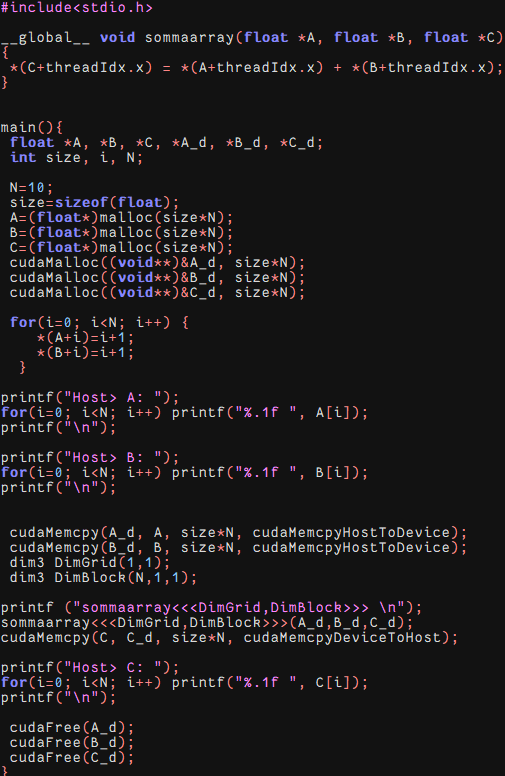 #include<stdio.h>
__global__ void sommaarray(float *A, float *B, float *C)
{
*(C+threadIdx.x) = *(A+threadIdx.x) + *(B+threadIdx.x);
}
main(){
float *A, *B, *C, *A_d, *B_d, *C_d;
int size, i, N;
N=10;
size=sizeof(float);
A=(float*)malloc(size*N);
B=(float*)malloc(size*N);
C=(float*)malloc(size*N);
cudaMalloc((void**)&A_d, size*N);
cudaMalloc((void**)&B_d, size*N);
cudaMalloc((void**)&C_d, size*N);
for(i=0; i<N; i++) {
*(A+i)=i+1;
*(B+i)=i+1;
}
printf("Host> A: ");
for(i=0; i<N; i++) printf("%.1f ", A[i]);
printf("\n");
printf("Host> B: ");
for(i=0; i<N; i++) printf("%.1f ", B[i]);
printf("\n");
cudaMemcpy(A_d, A, size*N, cudaMemcpyHostToDevice);
cudaMemcpy(B_d, B, size*N, cudaMemcpyHostToDevice);
dim3 DimGrid(1,1);
dim3 DimBlock(N,1,1);
printf ("sommaarray<<<DimGrid,DimBlock>>> \n");
sommaarray<<<DimGrid,DimBlock>>>(A_d,B_d,C_d);
cudaMemcpy(C, C_d, size*N, cudaMemcpyDeviceToHost);
printf("Host> C: ");
for(i=0; i<N; i++) printf("%.1f ", C[i]);
printf("\n");
cudaFree(A_d);
cudaFree(B_d);
cudaFree(C_d);
}